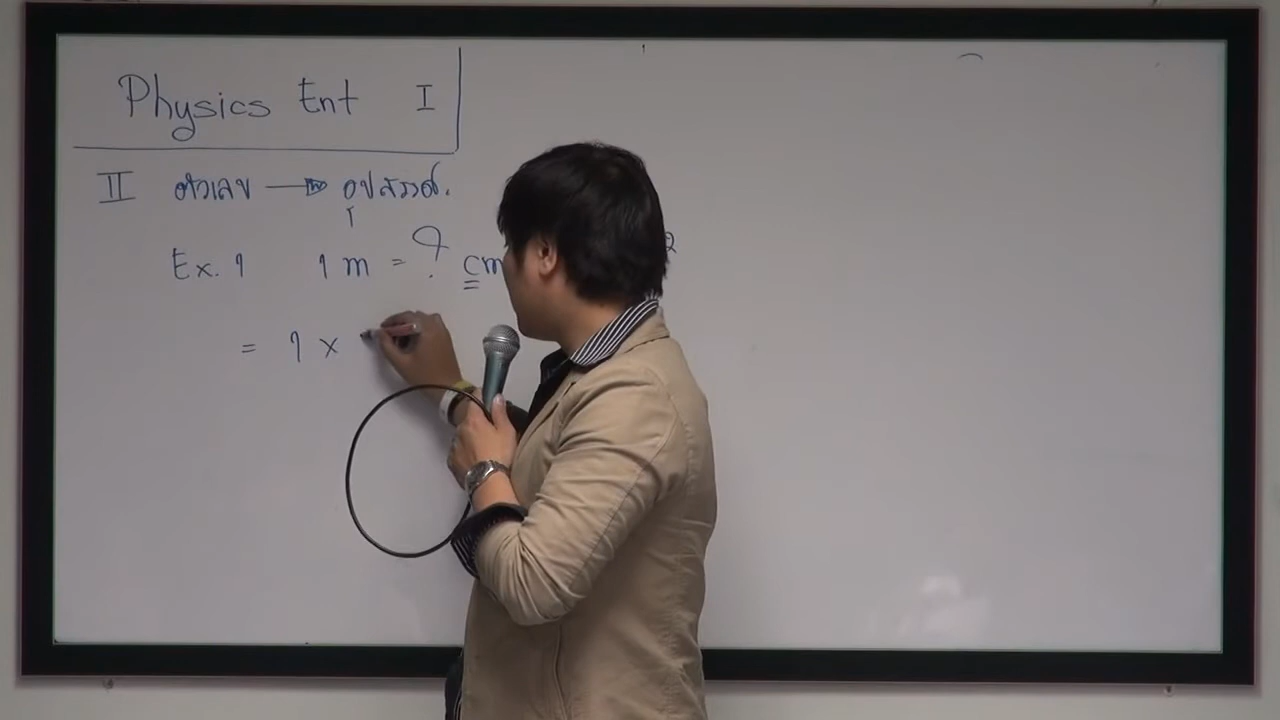 Physics Ent I
II ตัวเลข → อุปสรรค.
Ex. 1 1 m = ? cm
= 1 x